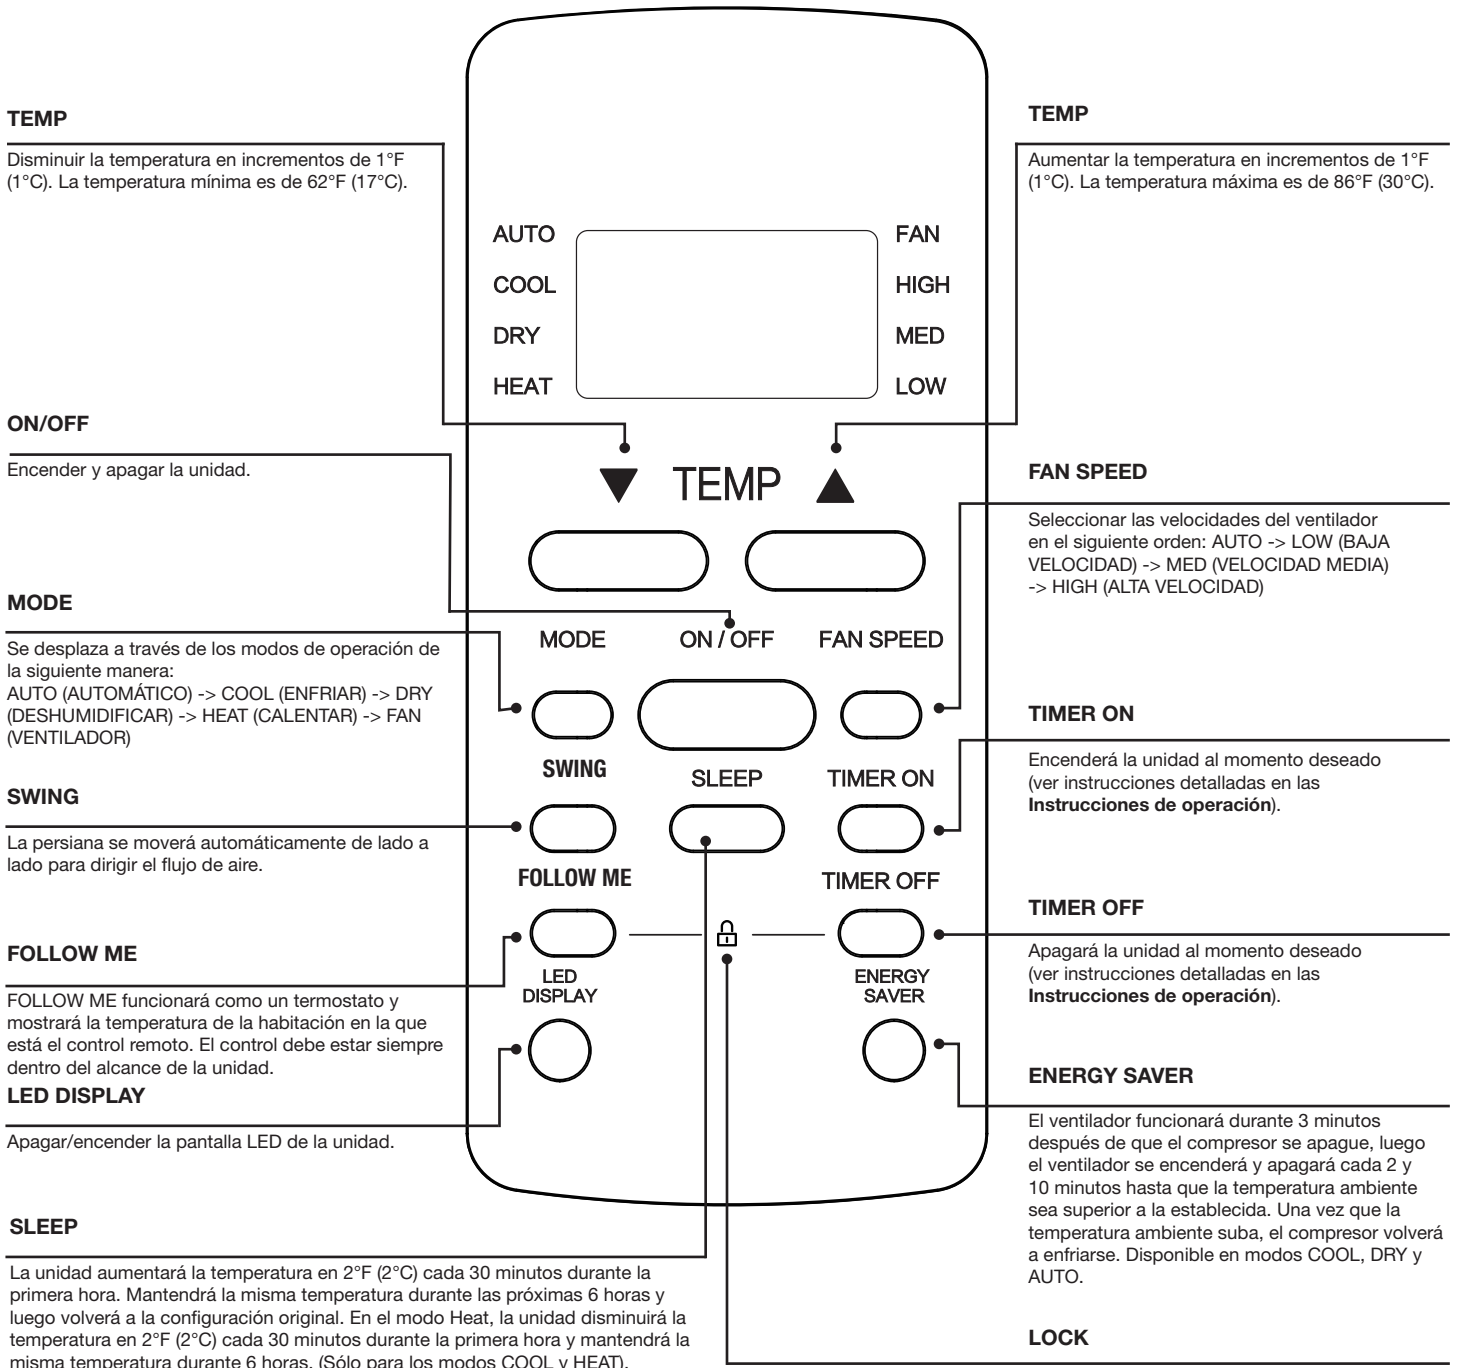 TEMP
Disminuir la temperatura en incrementos de 1°F
(1°C). La temperatura mínima es de 62°F (17°C).
ON/OFF
Encender y apagar la unidad.
MODE
Se desplaza a través de los modos de operación de
la siguiente manera:
AUTO (AUTOMÁTICO) -> COOL (ENFRIAR) -> DRY
(DESHUMIDIFICAR) -> HEAT (CALENTAR) -> FAN
(VENTILADOR)
SWING
La persiana se moverá automáticamente de lado a
lado para dirigir el flujo de aire.
FOLLOW ME
FOLLOW ME funcionará como un termostato y
mostrará la temperatura de la habitación en la que
está el control remoto. El control debe estar siempre
dentro del alcance de la unidad.
LED DISPLAY
Apagar/encender la pantalla LED de la unidad.
SLEEP
La unidad aumentará la temperatura en 2°F (2°C) cada 30 minutos durante la
primera hora. Mantendrá la misma temperatura durante las próximas 6 horas y
luego volverá a la configuración original. En el modo Heat, la unidad disminuirá la
temperatura en 2°F (2°C) cada 30 minutos durante la primera hora y mantendrá la
misma temperatura durante 6 horas. (Sólo para los modos COOL y HEAT).
AUTO
COOL
DRY
HEAT
FAN
HIGH
MED
LOW
▼ TEMP ▲
MODE ON / OFF FAN SPEED
SWING SLEEP TIMER ON
FOLLOW ME TIMER OFF
LED
DISPLAY
ENERGY
SAVER
TEMP
Aumentar la temperatura en incrementos de 1°F
(1°C). La temperatura máxima es de 86°F (30°C).
FAN SPEED
Seleccionar las velocidades del ventilador
en el siguiente orden: AUTO -> LOW (BAJA
VELOCIDAD) -> MED (VELOCIDAD MEDIA)
-> HIGH (ALTA VELOCIDAD)
TIMER ON
Encenderá la unidad al momento deseado
(ver instrucciones detalladas en las
Instrucciones de operación).
TIMER OFF
Apagará la unidad al momento deseado
(ver instrucciones detalladas en las
Instrucciones de operación).
ENERGY SAVER
El ventilador funcionará durante 3 minutos
después de que el compresor se apague, luego
el ventilador se encenderá y apagará cada 2 y
10 minutos hasta que la temperatura ambiente
sea superior a la establecida. Una vez que la
temperatura ambiente suba, el compresor volverá
a enfriarse. Disponible en modos COOL, DRY y
AUTO.
LOCK